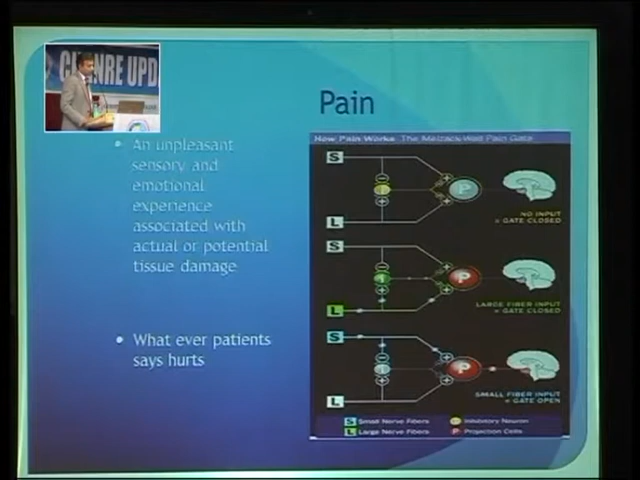 Pain
An unpleasant
sensory and
emotional
experience
associated with
actual or potential
tissue damage
What ever patients
says hurts
How Pain Works: The Melzack-Wall Pain Gate
S
P
L
NO INPUT
= GATE CLOSED
S
P
L
LARGE FIBER INPUT
= GATE CLOSED
S
P
L
SMALL FIBER INPUT
= GATE OPEN
S Small Nerve Fibers
Inhibitory Neuron
L Large Nerve Fibers
P Projection Cells